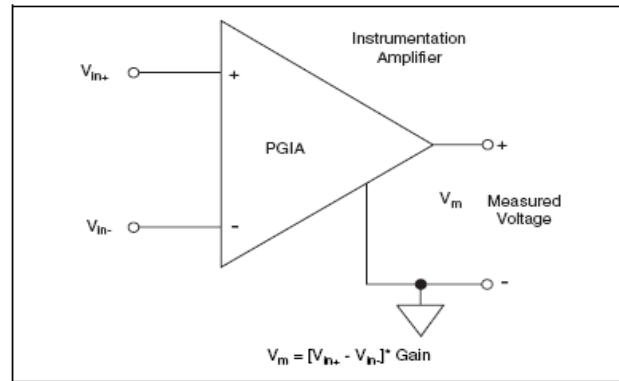 Instrumentation
Amplifier
Vin+
+
PGIA
+
Vm
Measured
Voltage
Vin-
-
-
Vm = [Vin+ - Vin-]* Gain